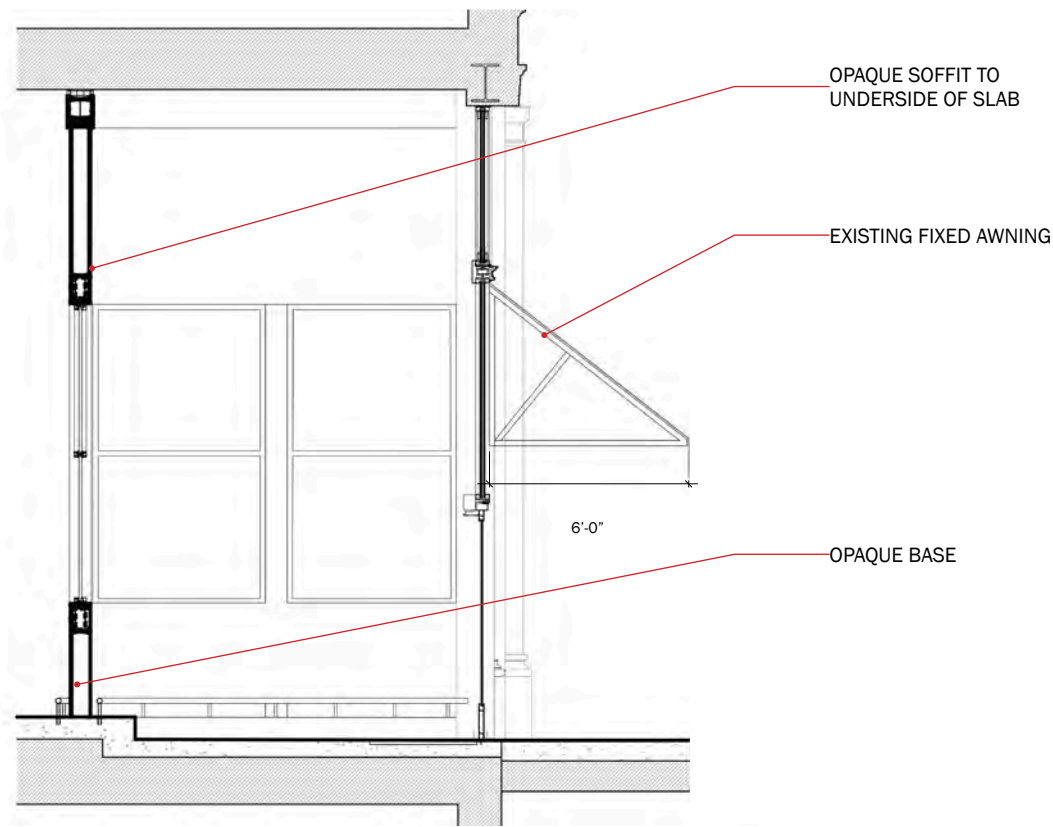 OPAQUE SOFFIT TO
UNDERSIDE OF SLAB
EXISTING FIXED AWNING
6'-0"
OPAQUE BASE